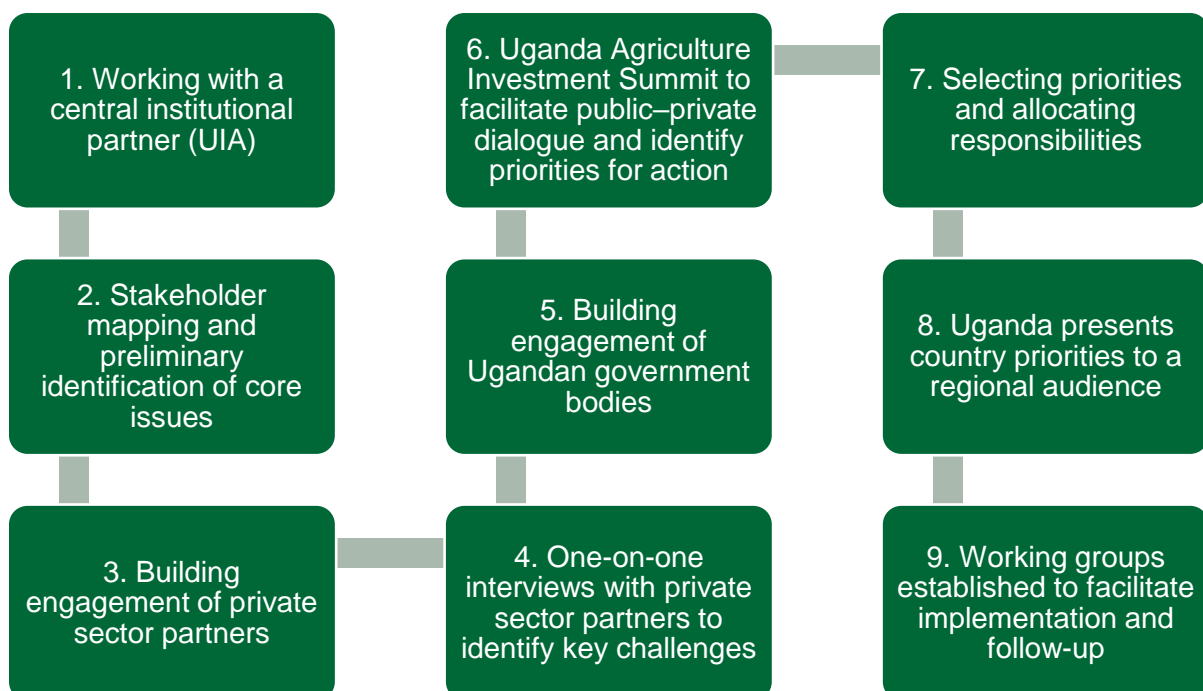 1. Working with a
central institutional
partner (UIA)
2. Stakeholder
mapping and
preliminary
identification of core
issues
3. Building
engagement of private
sector partners
4. One-on-one
interviews with private
sector partners to
identify key challenges
5. Building
engagement of
Ugandan government
bodies
6. Uganda Agriculture
Investment Summit to
facilitate public–private
dialogue and identify
priorities for action
7. Selecting priorities
and allocating
responsibilities
8. Uganda presents
country priorities to a
regional audience
9. Working groups
established to facilitate
implementation and
follow-up